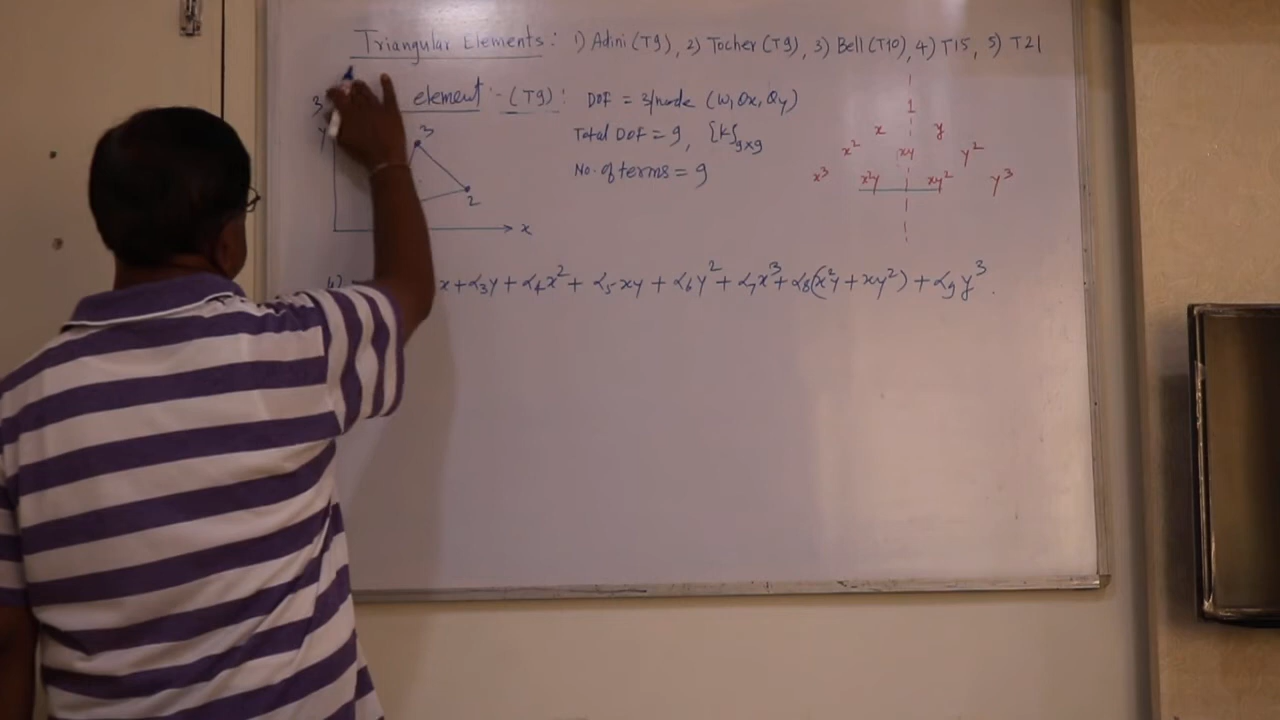 Triangular Elements: 1) Adini (T9), 2) Tocher (T9), 3) Bell (T10), 4) T15, 5) T21
3
element - (T9): DOF = 3/node (w, θx, θy)
Total DOF = 9, [K]9x9
No. of terms = 9
y
3
2
x
1
x y
x² xy y²
x³ x²y xy² y³
x + α3y + α4x² + α5xy + α6y² + α7x³ + α8(x²y + xy²) + α9y³.